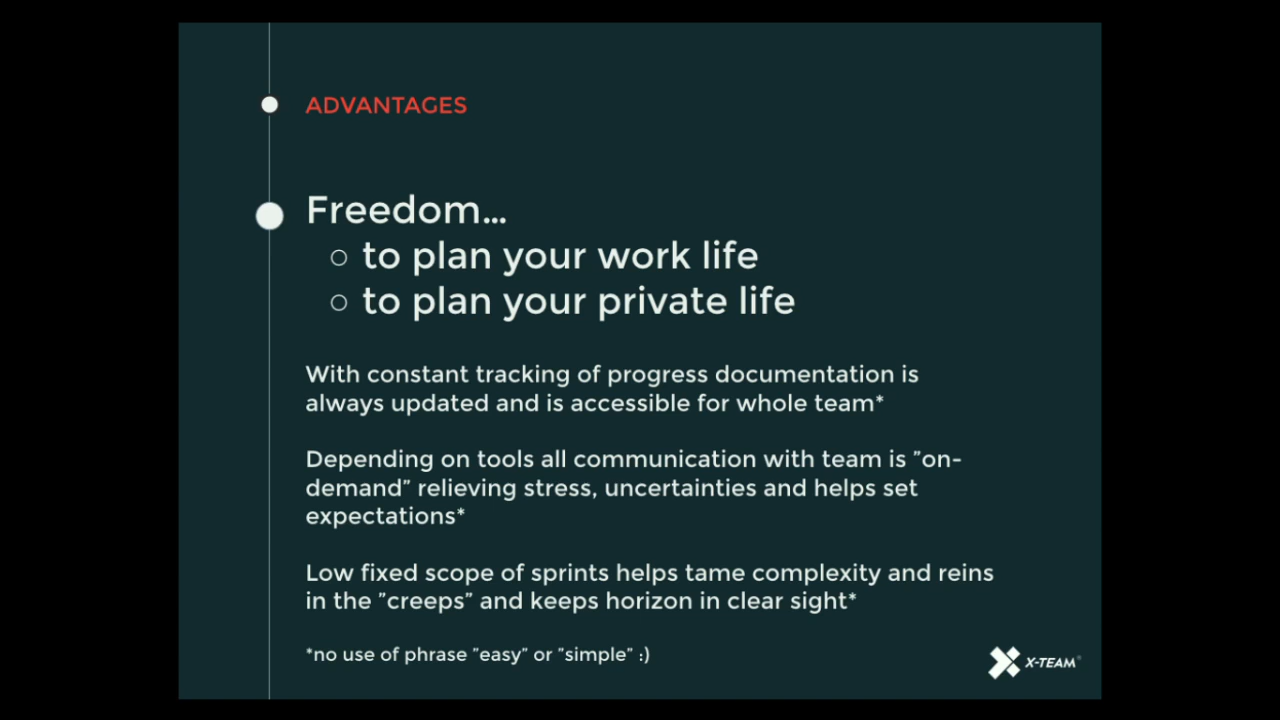 ADVANTAGES
Freedom...
○ to plan your work life
○ to plan your private life
With constant tracking of progress documentation is
always updated and is accessible for whole team*
Depending on tools all communication with team is ”on-
demand” relieving stress, uncertainties and helps set
expectations*
Low fixed scope of sprints helps tame complexity and reins
in the ”creeps” and keeps horizon in clear sight*
*no use of phrase ”easy” or ”simple” :)
X-TEAM®